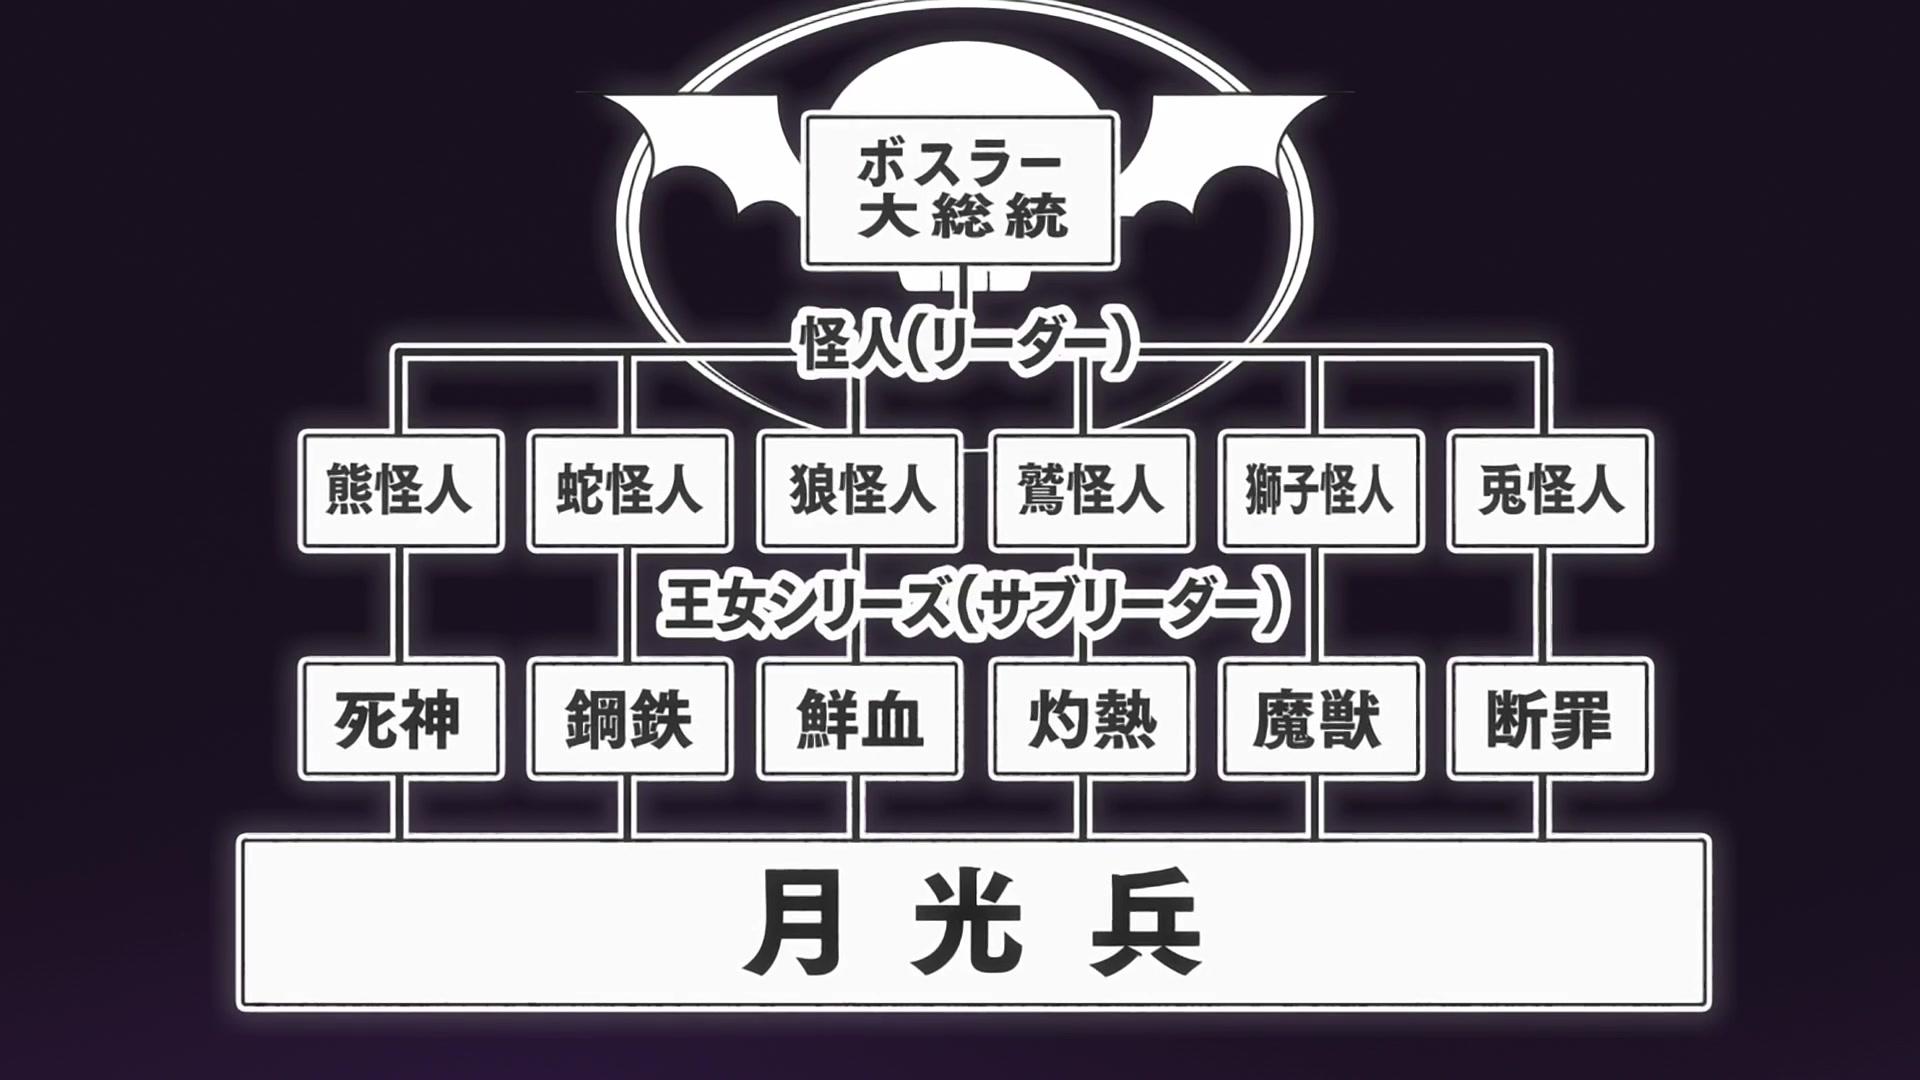 ボスラー
大総統
怪人(リーダー)
熊怪人
蛇怪人
狼怪人
鷲怪人
獅子怪人
兎怪人
王女シリーズ(サブリーダー)
死神
鋼鉄
鮮血
灼熱
魔獣
断罪
月光兵